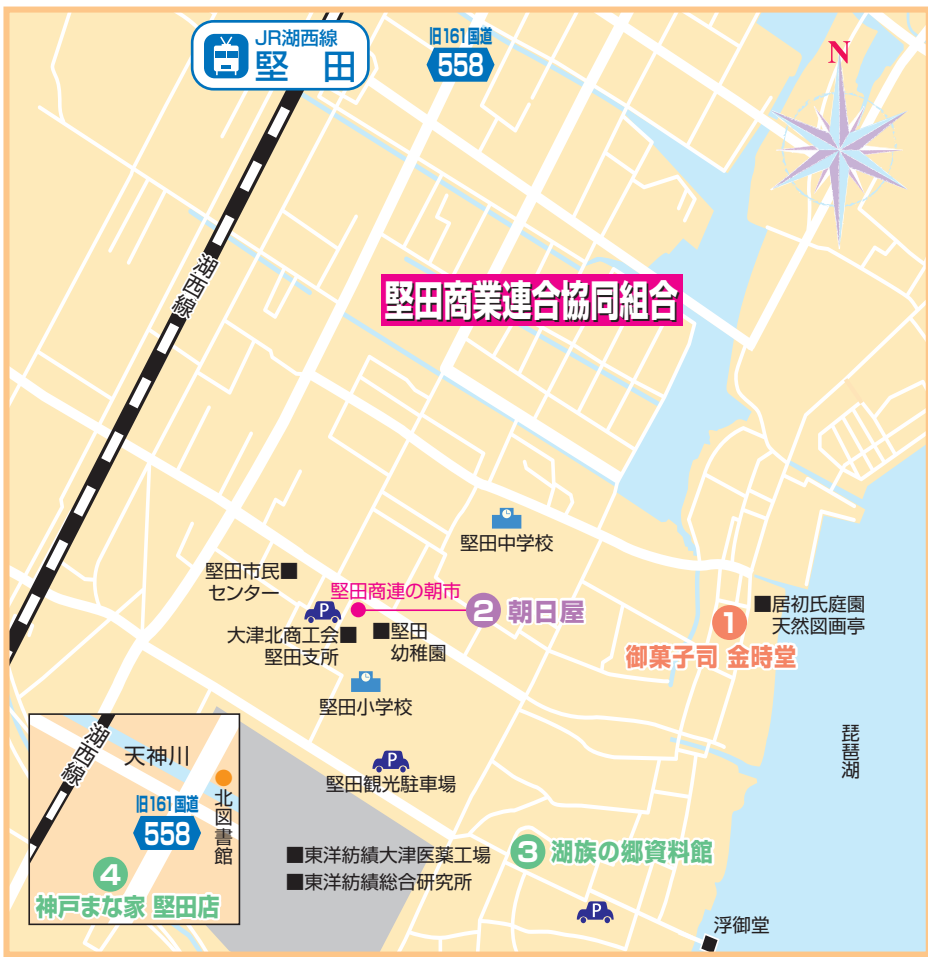 JR湖西線
堅田
旧161国道
558
N
湖西線
堅田商業連合協同組合
堅田中学校
堅田市民■
センター
堅田商連の朝市
P
2 朝日屋
大津北商工会■
堅田支所
■堅田
幼稚園
1
御菓子司 金時堂
■居初氏庭園
天然図画亭
堅田小学校
琵琶湖
P
堅田観光駐車場
湖西線
天神川
旧161国道
558
北図書館
4
神戸まな家 堅田店
■東洋紡績大津医薬工場
■東洋紡績総合研究所
3 湖族の郷資料館
P
浮御堂